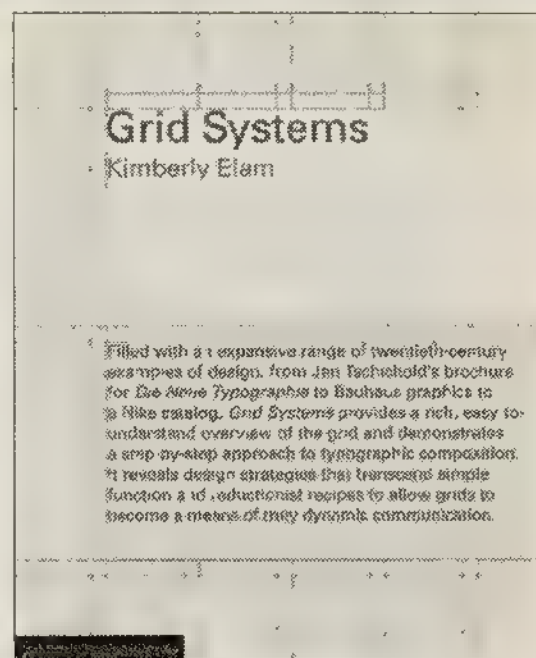 Grid Systems
Kimberly Elam
Filled with an expansive range of twentieth-century
examples of design, from Jan Tschichold's brochure
for Die Neue Typographie to Bauhaus graphics to
a Nike catalog, Grid Systems provides a rich, easy-to-
understand overview of the grid and demonstrates
a step-by-step approach to typographic composition.
It reveals design strategies that transcend simple
function and reductionist recipes to allow grids to
become a means of truly dynamic communication.